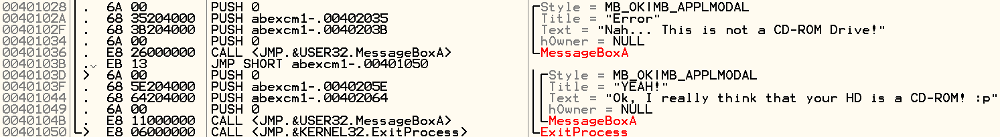 00401028 . 6A 00 PUSH 0 Style = MB_OK|MB_APPLMODAL
0040102A . 68 35204000 PUSH abexcm1-.00402035 Title = "Error"
0040102F . 68 3B204000 PUSH abexcm1-.0040203B Text = "Nah... This is not a CD-ROM Drive!"
00401034 . 6A 00 PUSH 0 hOwner = NULL
00401036 . E8 26000000 CALL <JMP.&USER32.MessageBoxA> MessageBoxA
0040103B . EB 13 JMP SHORT abexcm1-.00401050
0040103D > 6A 00 PUSH 0 Style = MB_OK|MB_APPLMODAL
0040103F . 68 5E204000 PUSH abexcm1-.0040205E Title = "YEAH!"
00401044 . 68 64204000 PUSH abexcm1-.00402064 Text = "Ok, I really think that your HD is a CD-ROM! :p"
00401049 . 6A 00 PUSH 0 hOwner = NULL
0040104B . E8 11000000 CALL <JMP.&USER32.MessageBoxA> MessageBoxA
00401050 > E8 06000000 CALL <JMP.&KERNEL32.ExitProcess> ExitProcess